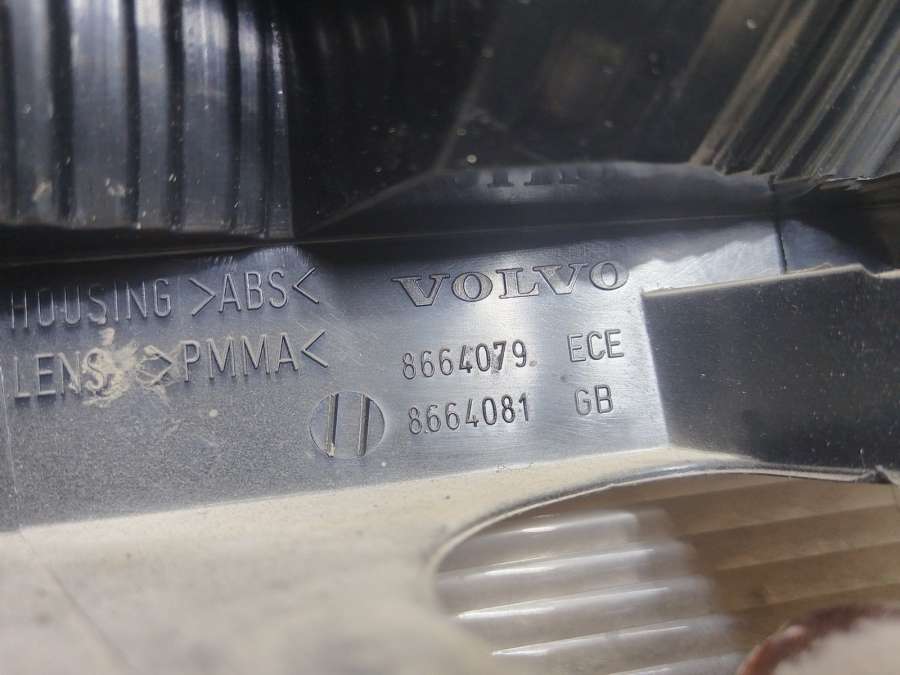 HOUSING >ABS<
LENS >PMMA<
VOLVO
8664079 ECE
8664081 GB